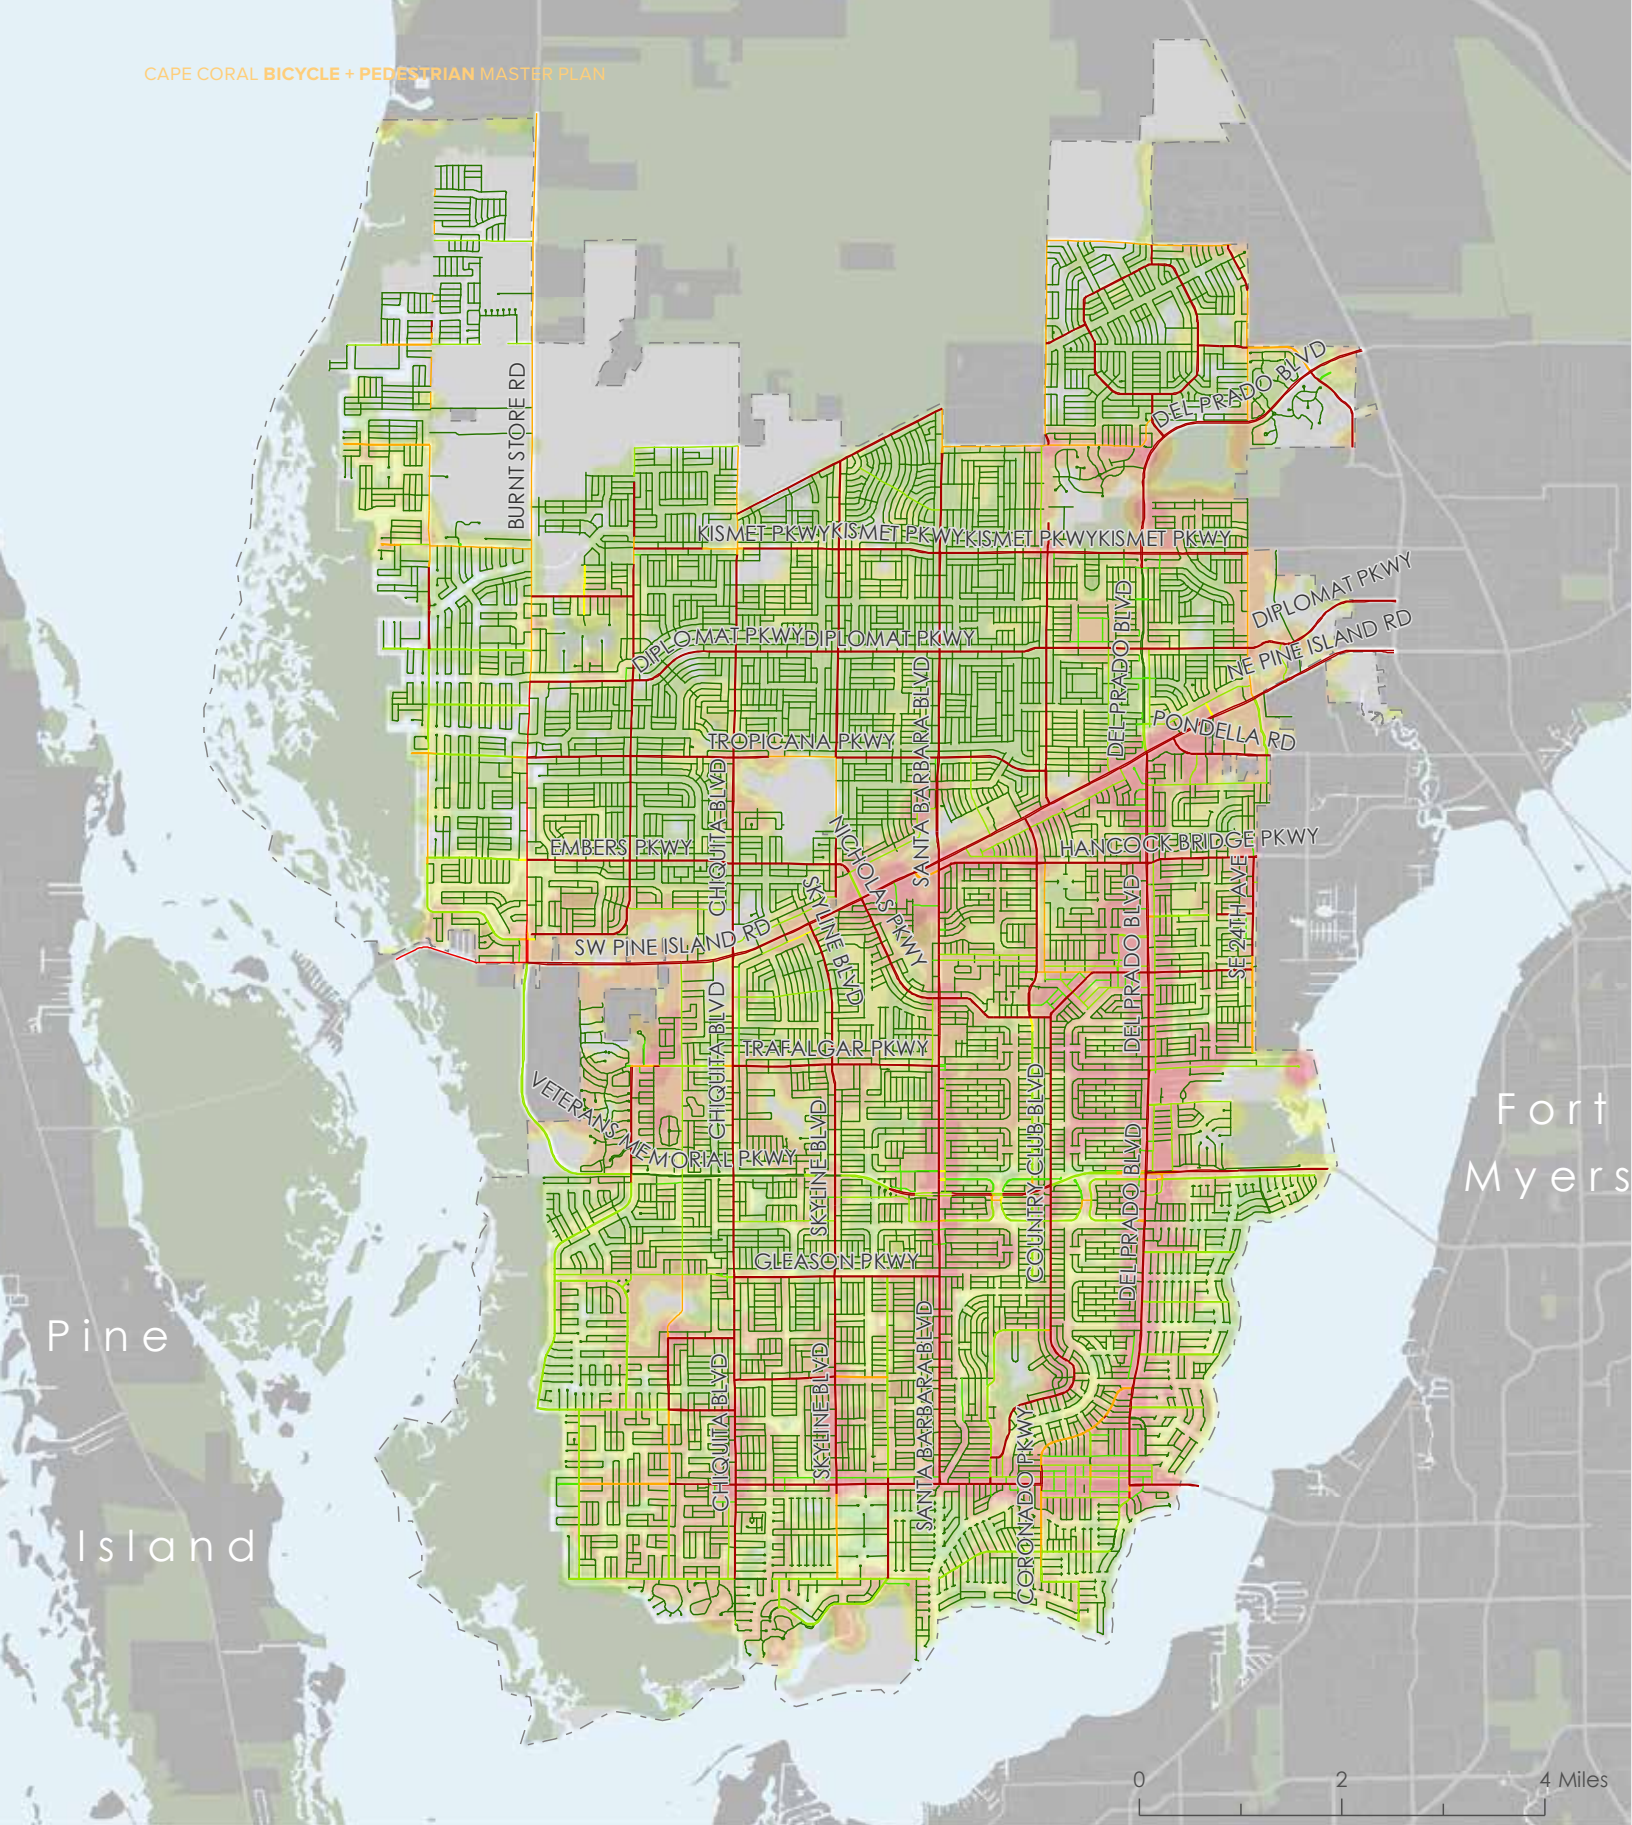 CAPE CORAL BICYCLE + PEDESTRIAN MASTER PLAN
DEL PRADO BLVD
BURNT STORE RD
KISMET PKWY
KISMET PKWY
KISMET PKWY
KISMET PKWY
DIPLOMAT PKWY
DIPLOMAT PKWY
DIPLOMAT PKWY
DEL PRADO BLVD
NE PINE ISLAND RD
SANTA BARBARA BLVD
PONDELLA RD
TROPICANA PKWY
CHIQUITA BLVD
NICHOLAS PKWY
EMBERS PKWY
HANCOCK BRIDGE PKWY
SE 24TH AVE
SKYLINE BLVD
DEL PRADO BLVD
SW PINE ISLAND RD
CHIQUITA BLVD
TRAFALGAR PKWY
VETERANS MEMORIAL PKWY
COUNTRY CLUB BLVD
SKYLINE BLVD
DEL PRADO BLVD
Fort
Myers
GLEASON PKWY
Pine
Island
CHIQUITA BLVD
SKYLINE BLVD
SANTA BARBARA BLVD
CORONADO PKWY
0 2 4 Miles